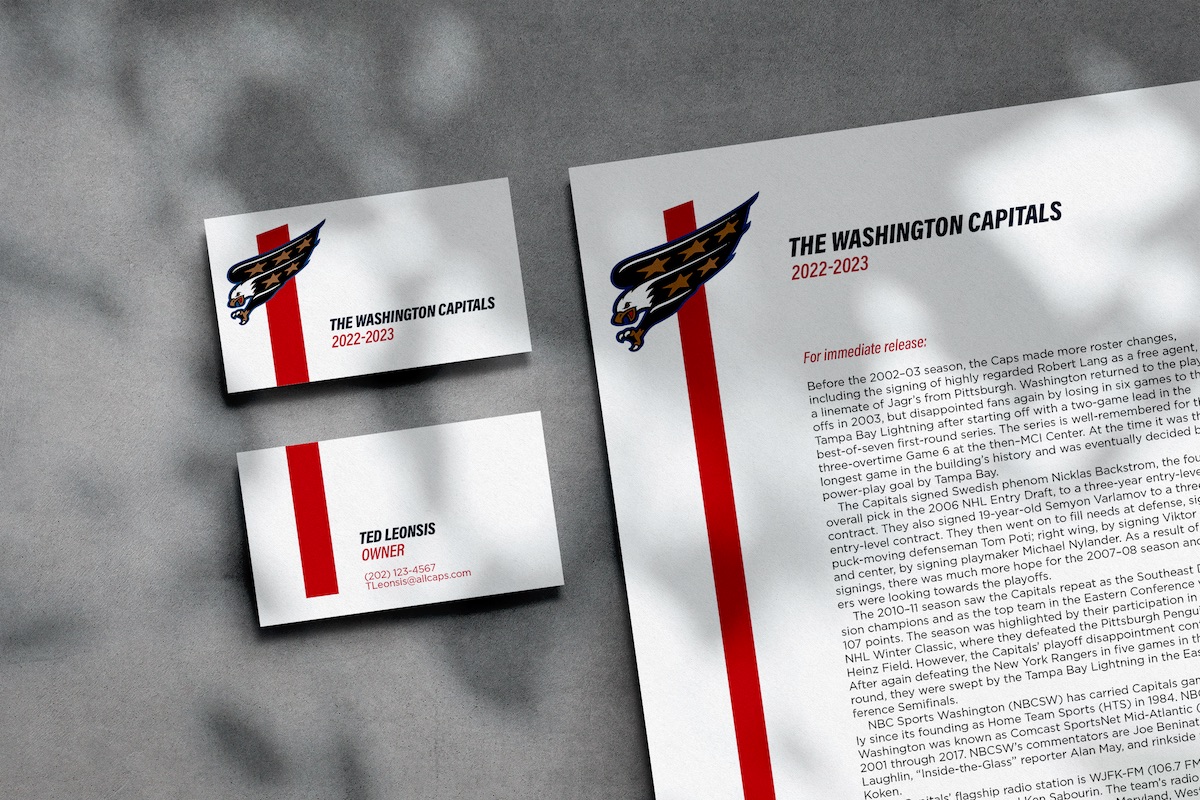 THE WASHINGTON CAPITALS
2022-2023
TED LEONSIS
OWNER
(202) 123-4567
TLeonsis@allcaps.com
THE WASHINGTON CAPITALS
2022-2023
For immediate release:
Before the 2002–03 season, the Caps made more roster changes,
including the signing of highly regarded Robert Lang as a free agent,
a linemate of Jagr's from Pittsburgh. Washington returned to the play
offs in 2003, but disappointed fans again by losing in six games to
Tampa Bay Lightning after starting off with a two-game lead in the
best-of-seven first-round series. The series is well-remembered for
three-overtime Game 6 at the then–MCI Center. At the time it was
longest game in the building's history and was eventually decided
power-play goal by Tampa Bay.
The Capitals signed Swedish phenom Nicklas Backstrom, the
overall pick in the 2006 NHL Entry Draft, to a three-year
contract. They also signed 19-year-old Semyon Varlamov to a
entry-level contract. They then went on to fill needs at defense,
puck-moving defenseman Tom Poti; right wing, by signing Viktor
and center, by signing playmaker Michael Nylander. As a result of
signings, there was much more hope for the 2007–08 season and
ers were looking towards the playoffs.
The 2010–11 season saw the Capitals repeat as the Southeast
sion champions and as the top team in the Eastern Conference
107 points. The season was highlighted by their participation in
NHL Winter Classic, where they defeated the Pittsburgh
Heinz Field. However, the Capitals' playoff disappointment
After again defeating the New York Rangers in five games in
round, they were swept by the Tampa Bay Lightning in the
ference Semifinals.
NBC Sports Washington (NBCSW) has carried Capitals
ly since its founding as Home Team Sports (HTS) in 1984.
Washington was known as Comcast SportsNet Mid-Atlantic
2001 through 2017. NBCSW's commentators are Joe
Laughlin, "Inside-the-Glass" reporter Alan May, and rinkside
Koken.
Capitals' flagship radio station is WJFK-FM (106.7 FM
Ken Sabourin. The team's radio
Maryland, West